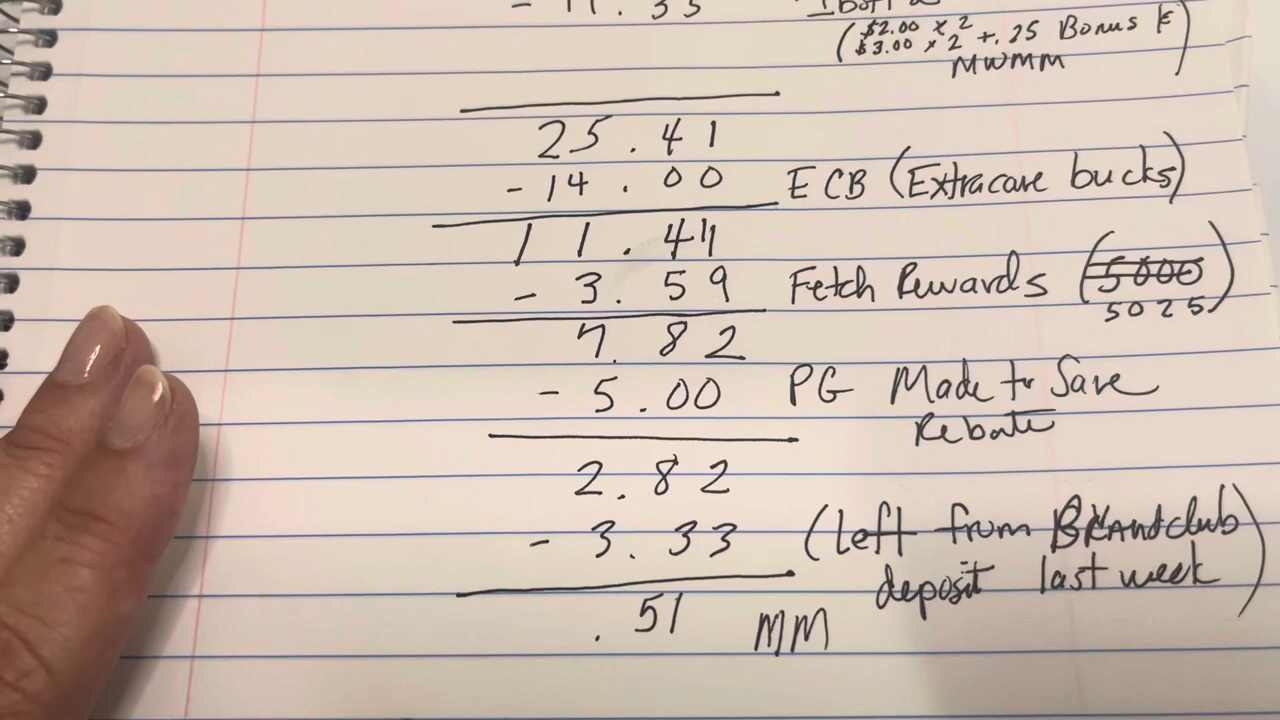 ($2.00 x 2
$3.00 x 2 +.25 Bonus
MWMM
25.41
-14.00 ECB (Extracare bucks)
11.41
- 3.59 Fetch Rewards (5000)
5025
7.82
- 5.00 PG Made to Save
Rebate
2.82
- 3.33 (left from Brandclub
deposit last week)
.51 MM